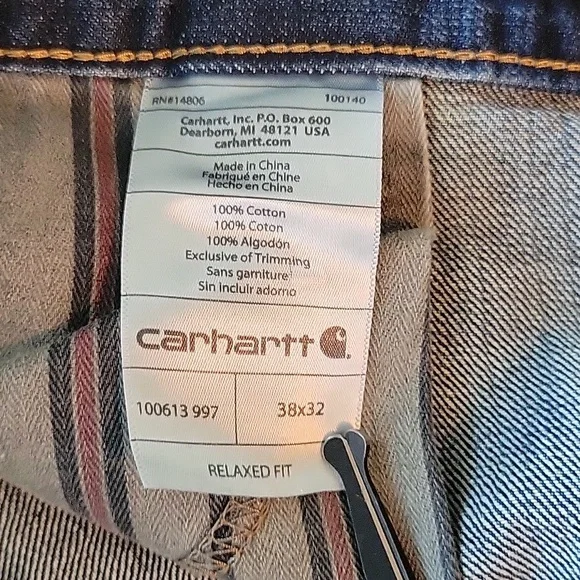 RN#14806 100140
Carhartt, Inc. P.O. Box 600
Dearborn, MI 48121 USA
carhartt.com
Made in China
Fabriqué en Chine
Hecho en China
100% Cotton
100% Coton
100% Algodón
Exclusive of Trimming
Sans garniture
Sin incluir adorno
carhartt
100613 997 38x32
RELAXED FIT